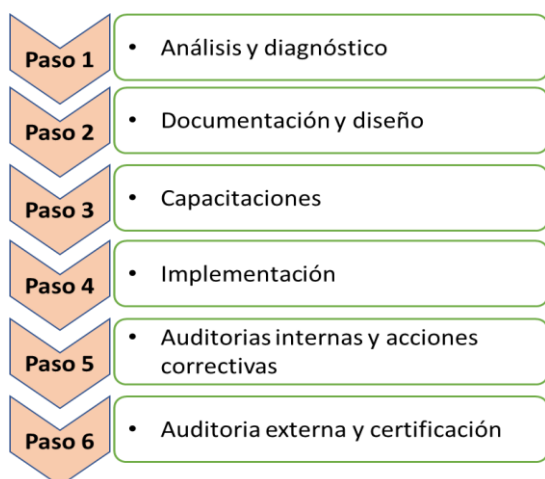 Paso 1
• Análisis y diagnóstico
Paso 2
• Documentación y diseño
Paso 3
• Capacitaciones
Paso 4
• Implementación
Paso 5
• Auditorias internas y acciones
correctivas
Paso 6
• Auditoria externa y certificación